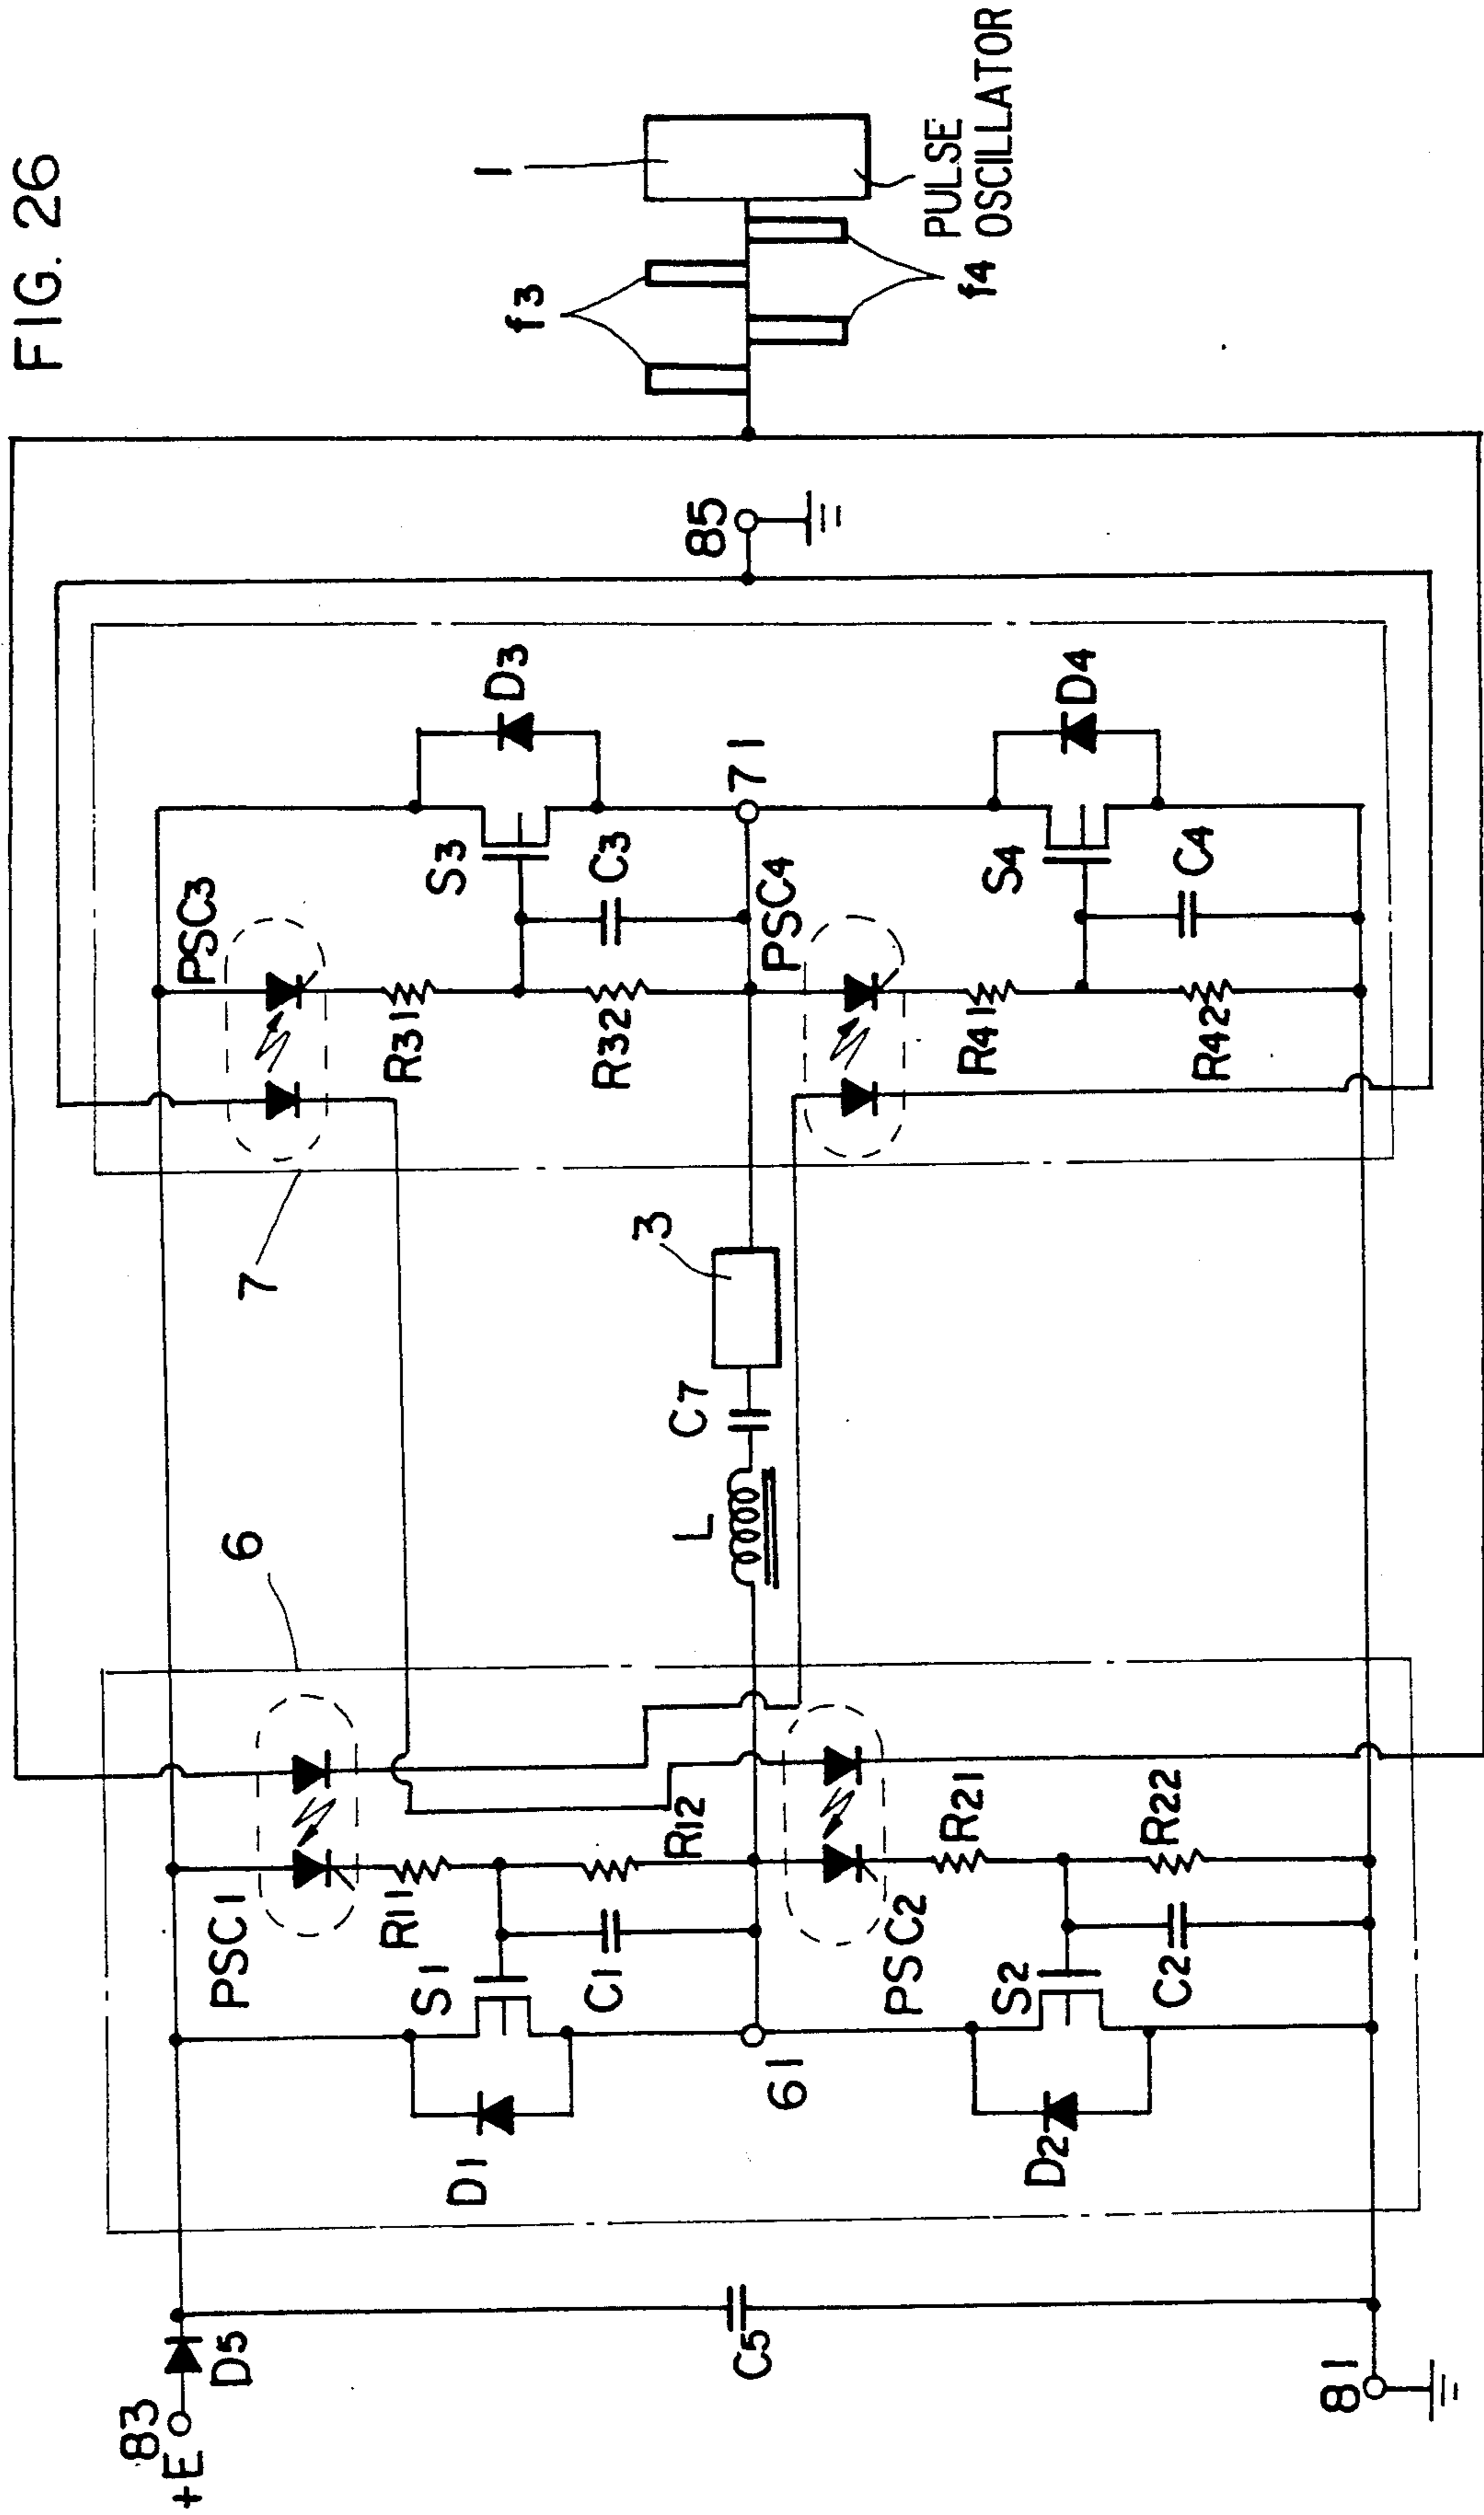 FIG. 26
+E
83
D5
C5
81
6
PSC1
R11
R12
S1
C1
D1
61
PSC2
R21
R22
S2
C2
D2
L
C7
3
7
PSC3
R31
R32
S3
C3
D3
71
PSC4
R41
R42
S4
C4
D4
85
f3
f4
1
PULSE
OSCILLATOR